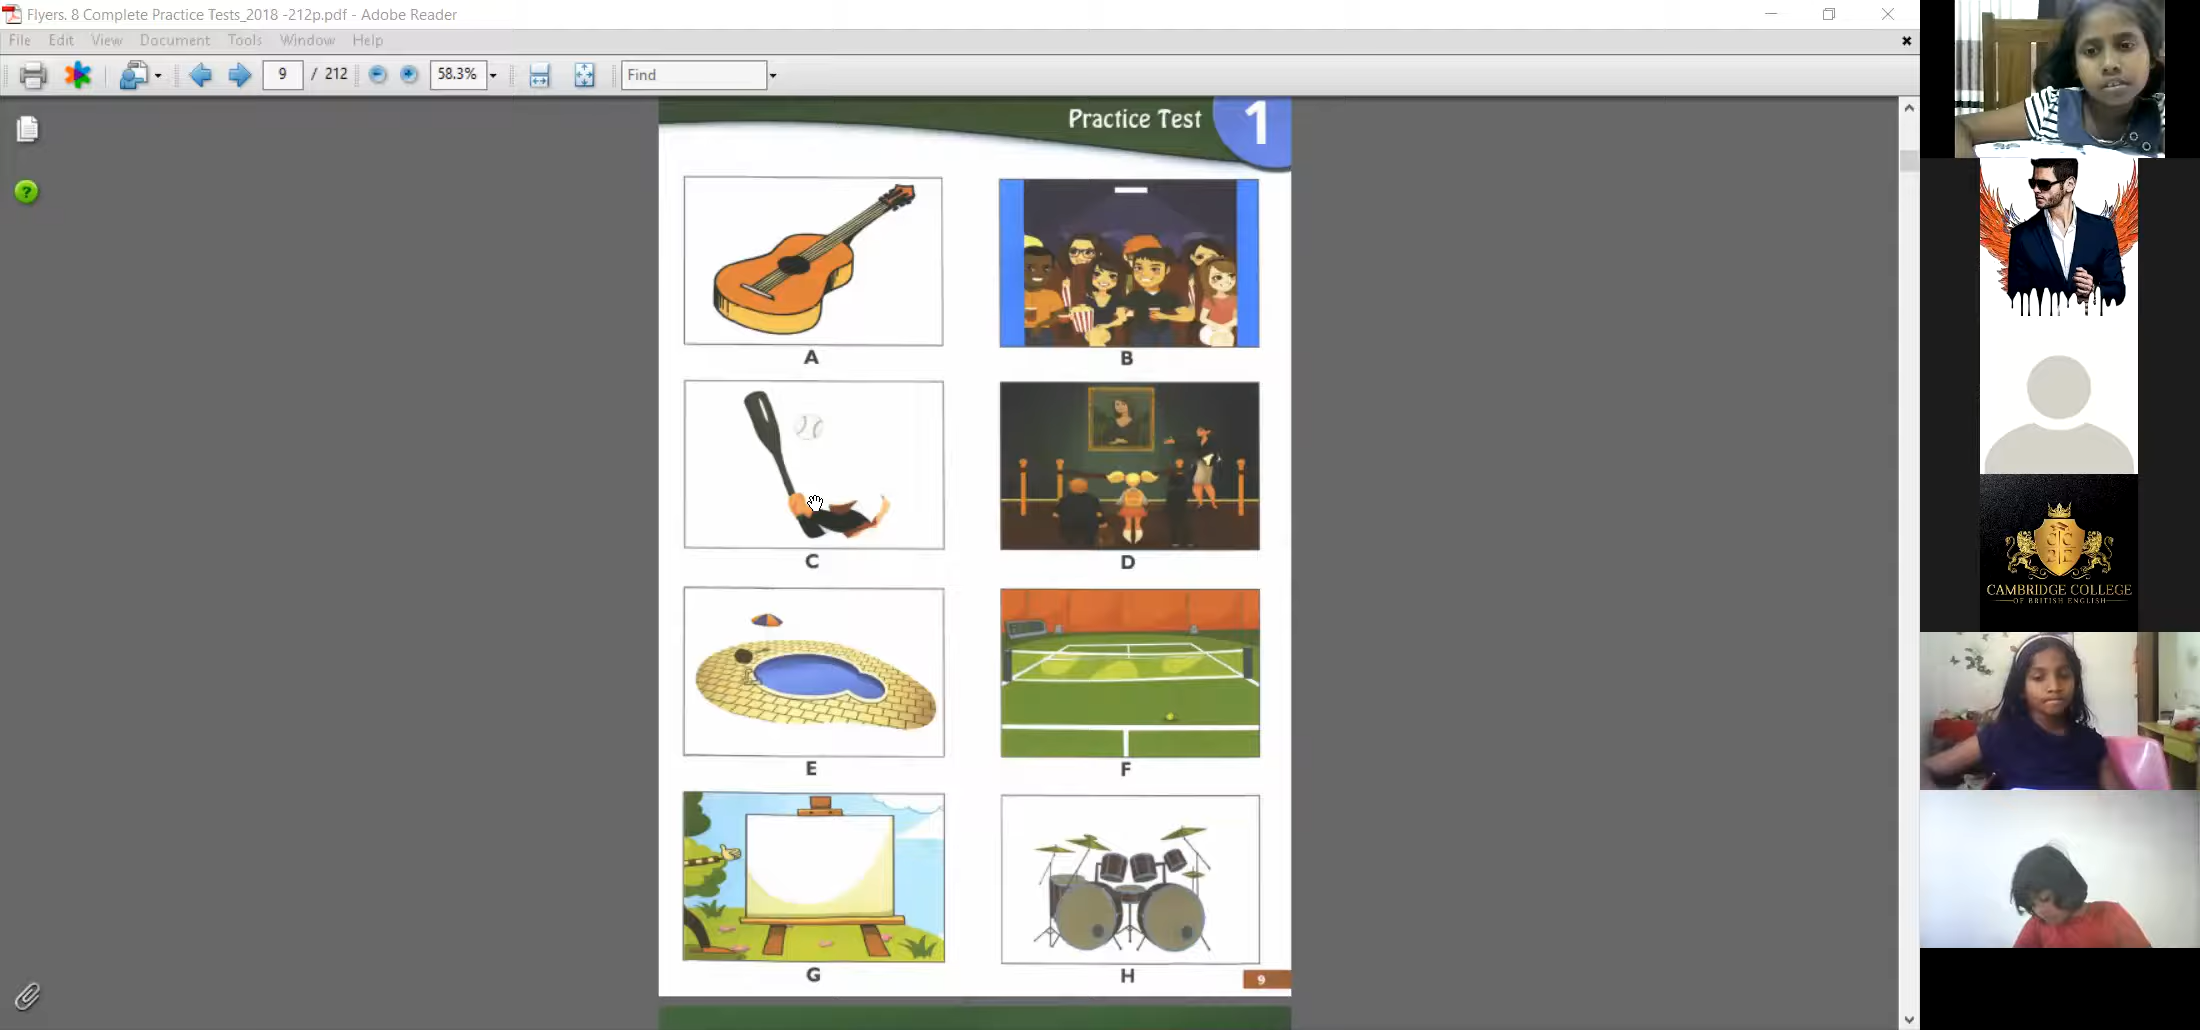 Flyers. 8 Complete Practice Tests_2018 -212p.pdf - Adobe Reader
File Edit View Document Tools Window Help
9 / 212 58.3% Find
Practice Test 1
A
B
C
D
E
F
G
H
9
CAMBRIDGE COLLEGE
OF BRITISH ENGLISH